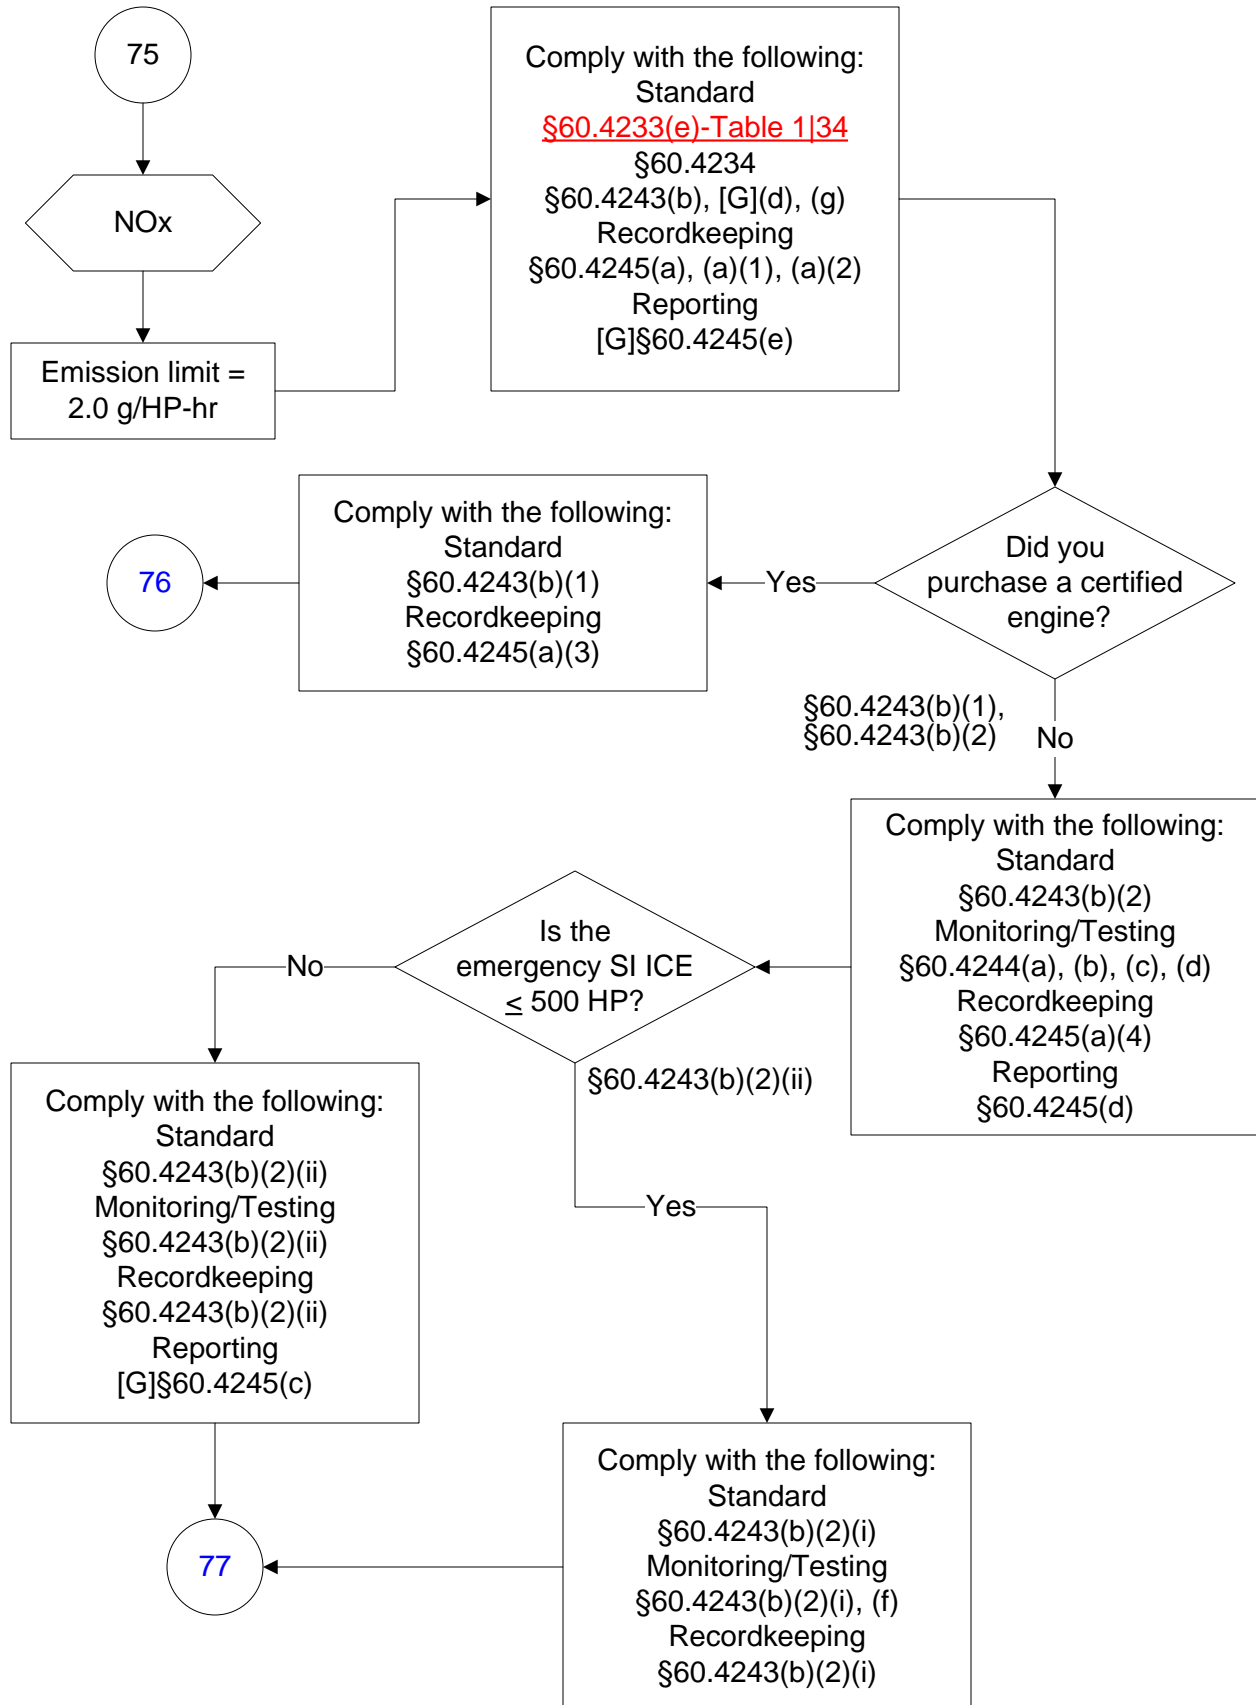 75
NOx
Emission limit =
2.0 g/HP-hr
Comply with the following:
Standard
§60.4233(e)-Table 1|34
§60.4234
§60.4243(b), [G](d), (g)
Recordkeeping
§60.4245(a), (a)(1), (a)(2)
Reporting
[G]§60.4245(e)
Did you
purchase a certified
engine?
Yes
Comply with the following:
Standard
§60.4243(b)(1)
Recordkeeping
§60.4245(a)(3)
76
§60.4243(b)(1),
§60.4243(b)(2)
No
Comply with the following:
Standard
§60.4243(b)(2)
Monitoring/Testing
§60.4244(a), (b), (c), (d)
Recordkeeping
§60.4245(a)(4)
Reporting
§60.4245(d)
Is the
emergency SI ICE
≤ 500 HP?
No
§60.4243(b)(2)(ii)
Yes
Comply with the following:
Standard
§60.4243(b)(2)(ii)
Monitoring/Testing
§60.4243(b)(2)(ii)
Recordkeeping
§60.4243(b)(2)(ii)
Reporting
[G]§60.4245(c)
77
Comply with the following:
Standard
§60.4243(b)(2)(i)
Monitoring/Testing
§60.4243(b)(2)(i), (f)
Recordkeeping
§60.4243(b)(2)(i)